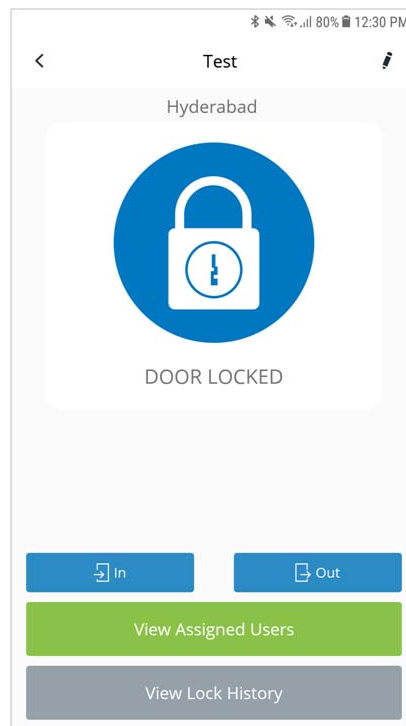 80% 12:30 PM
Test
Hyderabad
DOOR LOCKED
In
Out
View Assigned Users
View Lock History